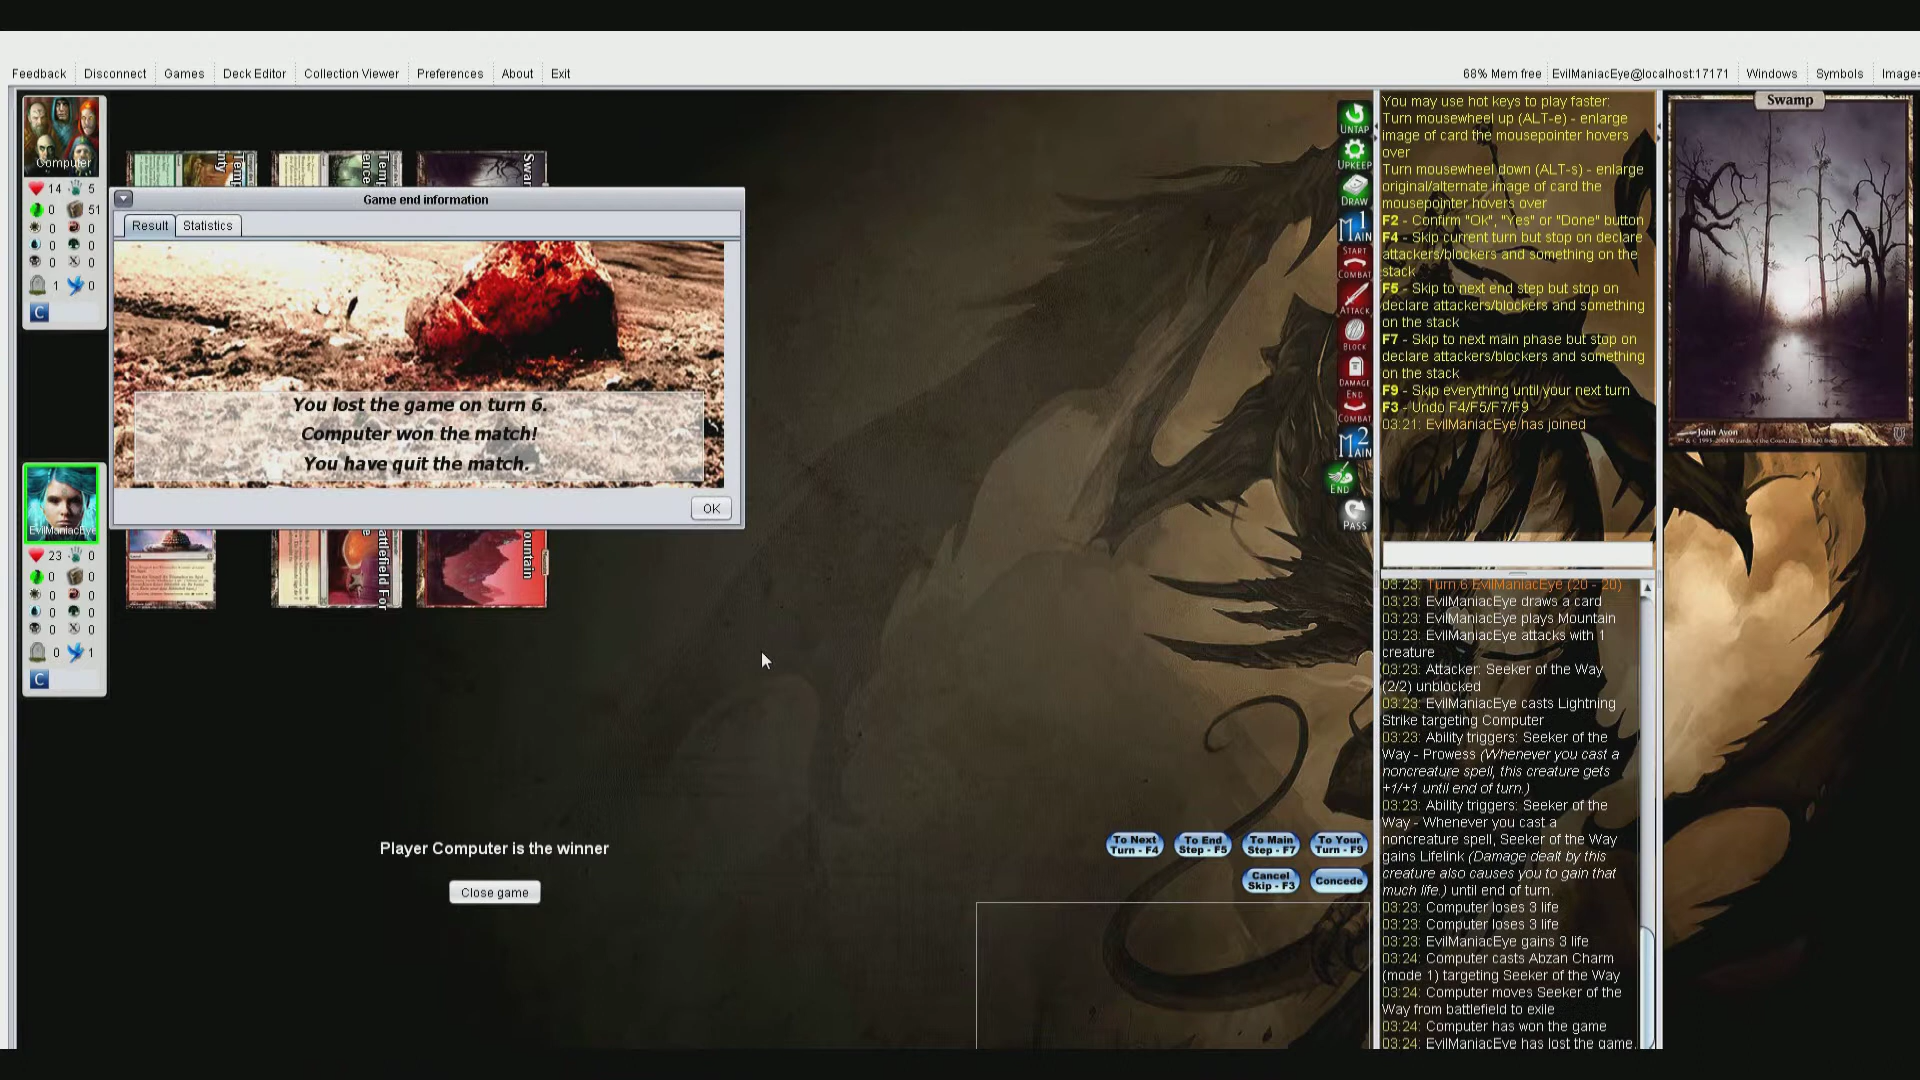 Feedback Disconnect Games Deck Editor Collection Viewer Preferences About Exit
68% Mem free EvilManiacEye@localhost:17171 Windows Symbols Images
Computer
14 5
0 51
0 0
0 0
0 0
1 0
C
Swam
Game end information
Result Statistics
You lost the game on turn 6.
Computer won the match!
You have quit the match.
OK
EvilManiacEye
23 0
0 0
0 0
0 0
0 0
0 1
C
attlefield For
ountain
Player Computer is the winner
Close game
UNTAP
UPKEEP
DRAW
1
MAIN
START
COMBAT
ATTACK
BLOCK
DAMAGE
END
COMBAT
2
MAIN
END
PASS
To Next Turn - F4
To End Step - F5
To Main Step - F7
To Your Turn - F9
Cancel Skip - F3
Concede
You may use hot keys to play faster:
Turn mousewheel up (ALT-e) - enlarge
image of card the mousepointer hovers
over
Turn mousewheel down (ALT-s) - enlarge
original/alternate image of card the
mousepointer hovers over
F2 - Confirm "Ok", "Yes" or "Done" button
F4 - Skip current turn but stop on declare
attackers/blockers and something on the
stack
F5 - Skip to next end step but stop on
declare attackers/blockers and something
on the stack
F7 - Skip to next main phase but stop on
declare attackers/blockers and something
on the stack
F9 - Skip everything until your next turn
F3 - Undo F4/F5/F7/F9
03:21: EvilManiacEye has joined
03:23: Turn 6 EvilManiacEye (20 - 20)
03:23: EvilManiacEye draws a card
03:23: EvilManiacEye plays Mountain
03:23: EvilManiacEye attacks with 1
creature
03:23: Attacker: Seeker of the Way
(2/2) unblocked
03:23: EvilManiacEye casts Lightning
Strike targeting Computer
03:23: Ability triggers: Seeker of the
Way - Prowess (Whenever you cast a
noncreature spell, this creature gets
+1/+1 until end of turn.)
03:23: Ability triggers: Seeker of the
Way - Whenever you cast a
noncreature spell, Seeker of the Way
gains Lifelink (Damage dealt by this
creature also causes you to gain that
much life.) until end of turn.
03:23: Computer loses 3 life
03:23: Computer loses 3 life
03:23: EvilManiacEye gains 3 life
03:24: Computer casts Abzan Charm
(mode 1) targeting Seeker of the Way
03:24: Computer moves Seeker of the
Way from battlefield to exile
03:24: Computer has won the game
03:24: EvilManiacEye has lost the game.
Swamp
John Avon